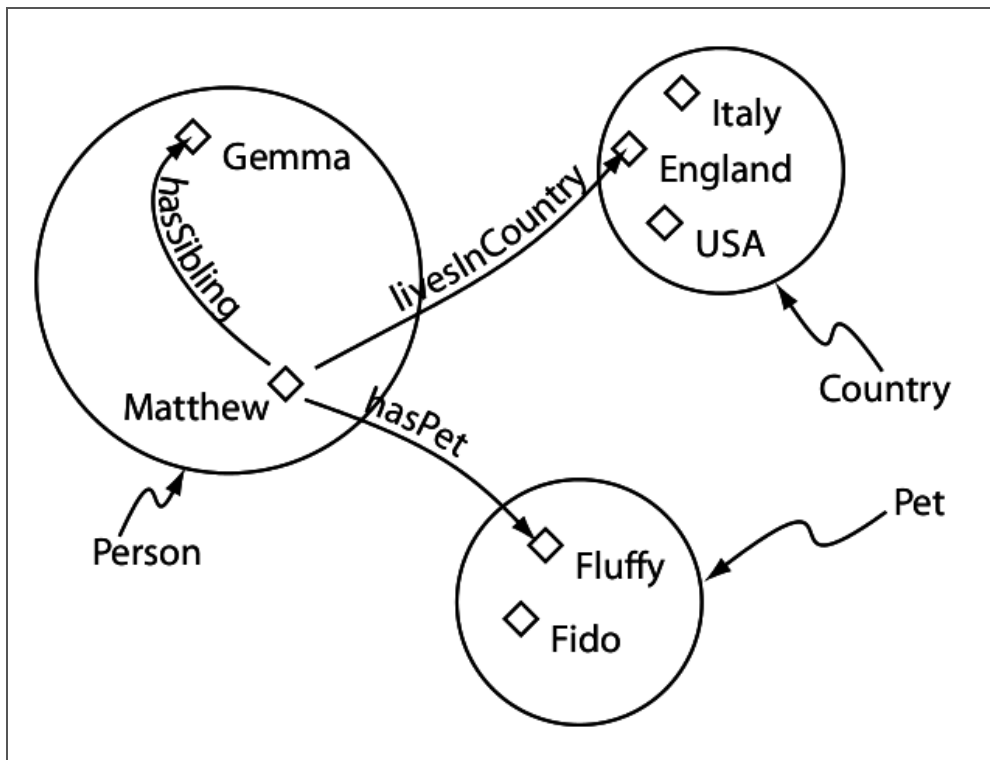 Italy
Gemma
England
hasSibling
livesInCountry
USA
Country
Matthew
hasPet
Pet
Person
Fluffy
Fido